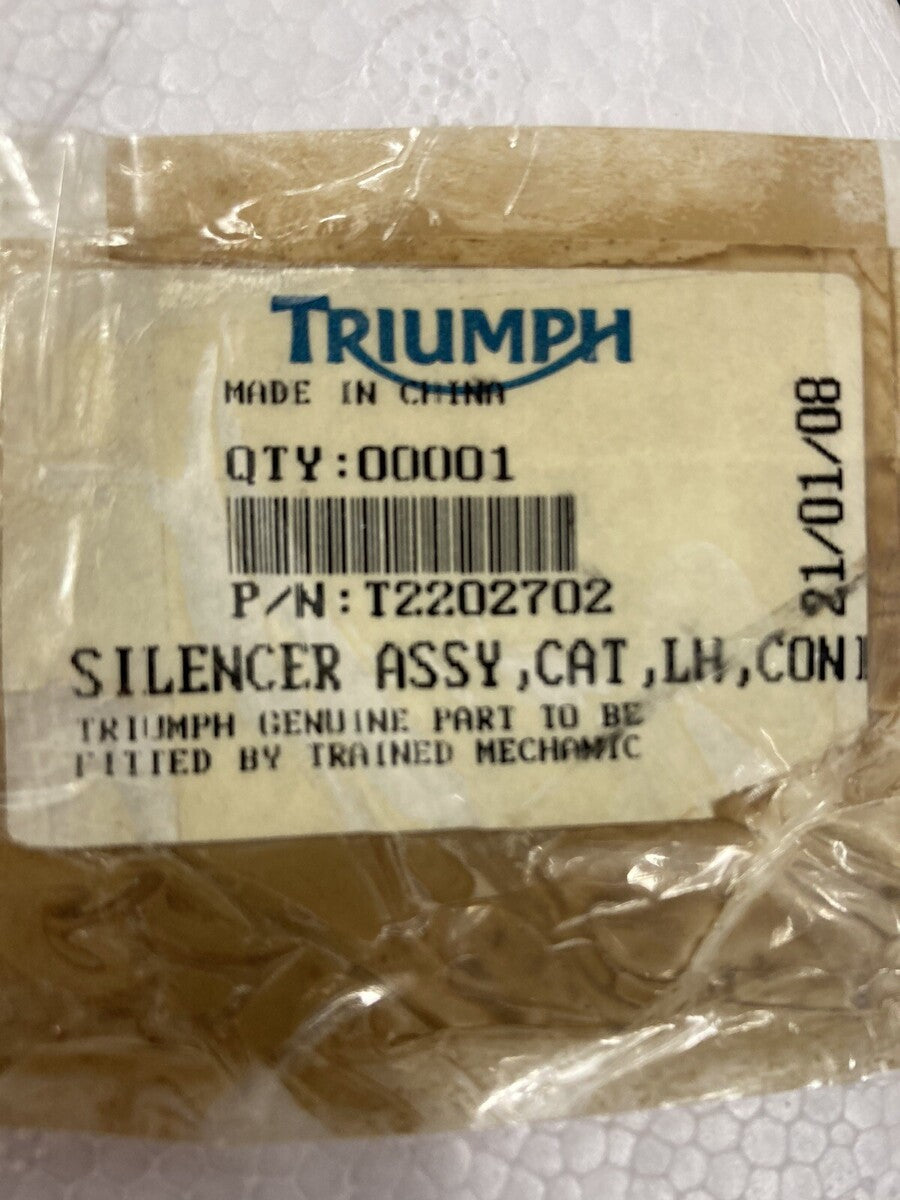 TRIUMPH
MADE IN CHINA
QTY:00001
P/N:T2202702
SILENCER ASSY,CAT,LH,CONI
TRIUMPH GENUINE PART TO BE
FITTED BY TRAINED MECHANIC
21/01/08